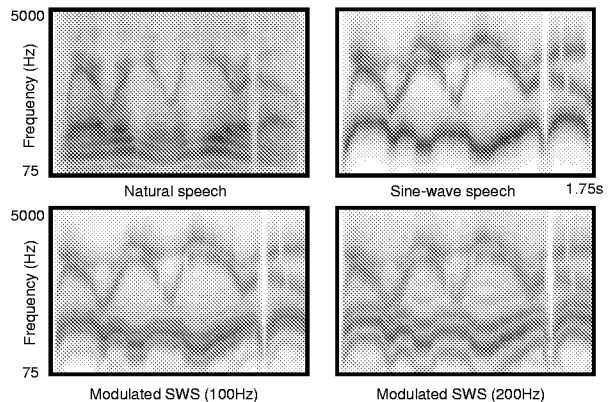 5000
Frequency (Hz)
75
Natural speech
Sine-wave speech
1.75s
5000
Frequency (Hz)
75
Modulated SWS (100Hz)
Modulated SWS (200Hz)